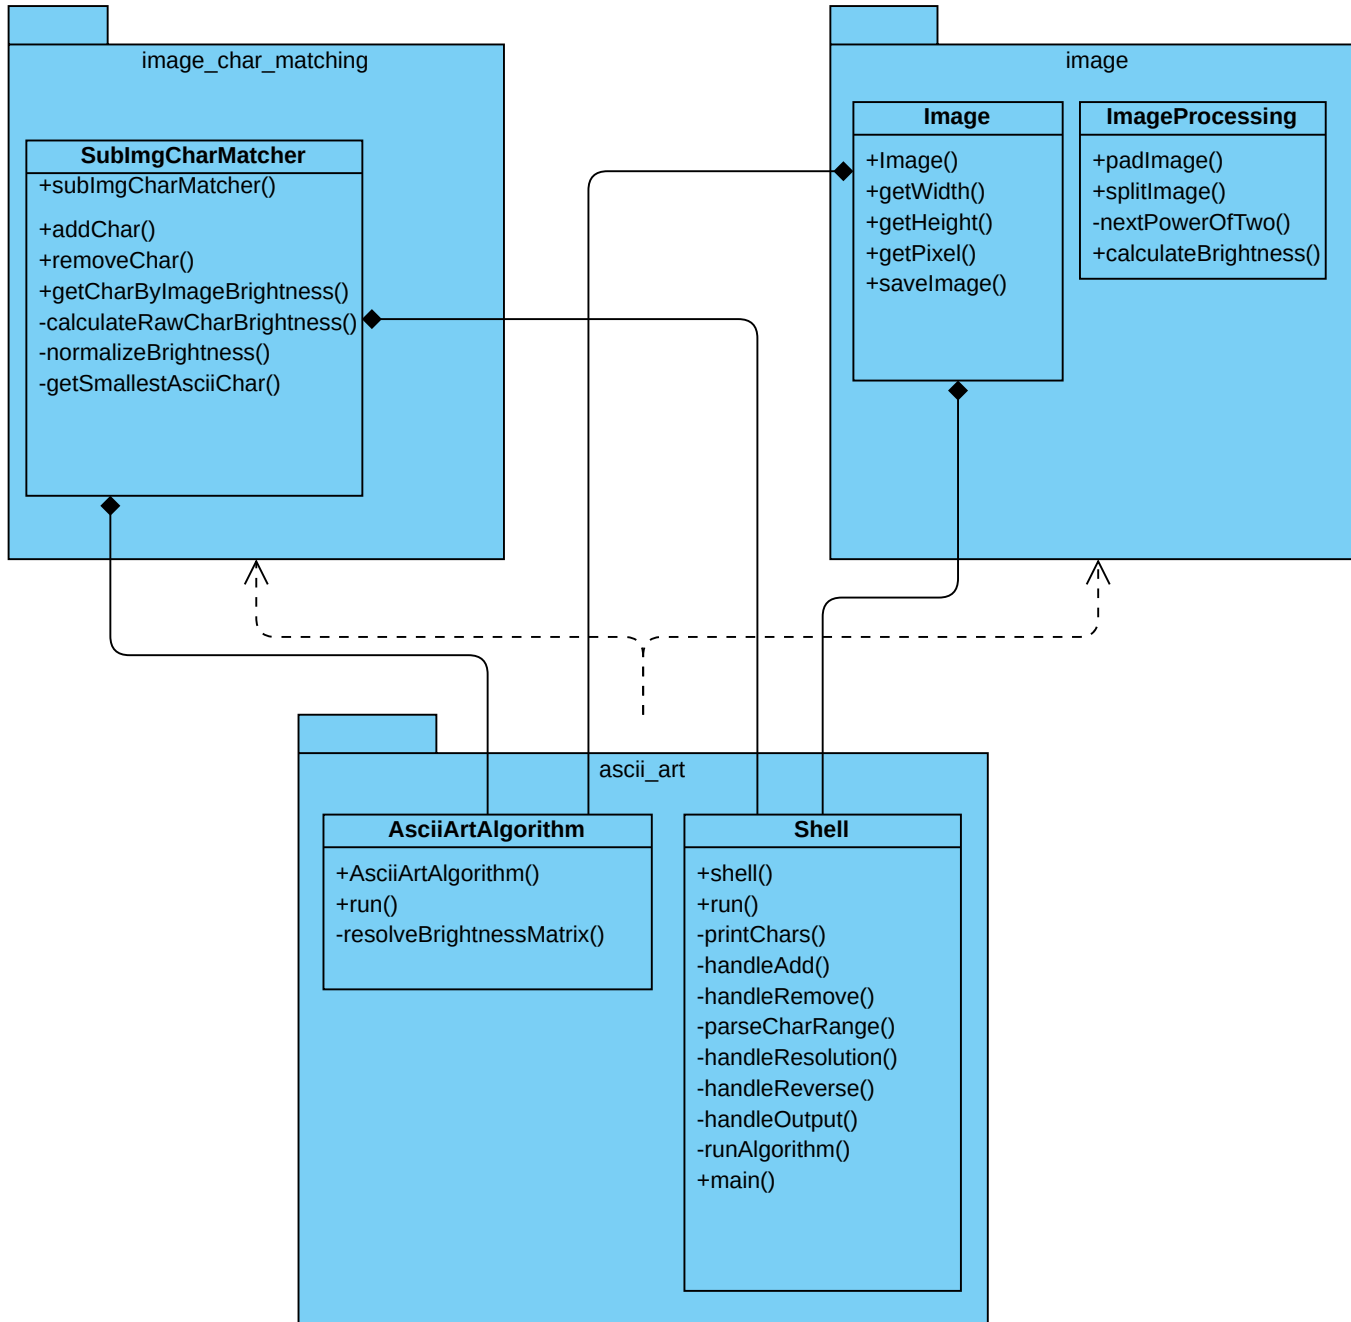 image_char_matching
SubImgCharMatcher
+subImgCharMatcher()
+addChar()
+removeChar()
+getCharByImageBrightness()
-calculateRawCharBrightness()
-normalizeBrightness()
-getSmallestAsciiChar()
image
Image
+Image()
+getWidth()
+getHeight()
+getPixel()
+saveImage()
ImageProcessing
+padImage()
+splitImage()
-nextPowerOfTwo()
+calculateBrightness()
ascii_art
AsciiArtAlgorithm
+AsciiArtAlgorithm()
+run()
-resolveBrightnessMatrix()
Shell
+shell()
+run()
-printChars()
-handleAdd()
-handleRemove()
-parseCharRange()
-handleResolution()
-handleReverse()
-handleOutput()
-runAlgorithm()
+main()